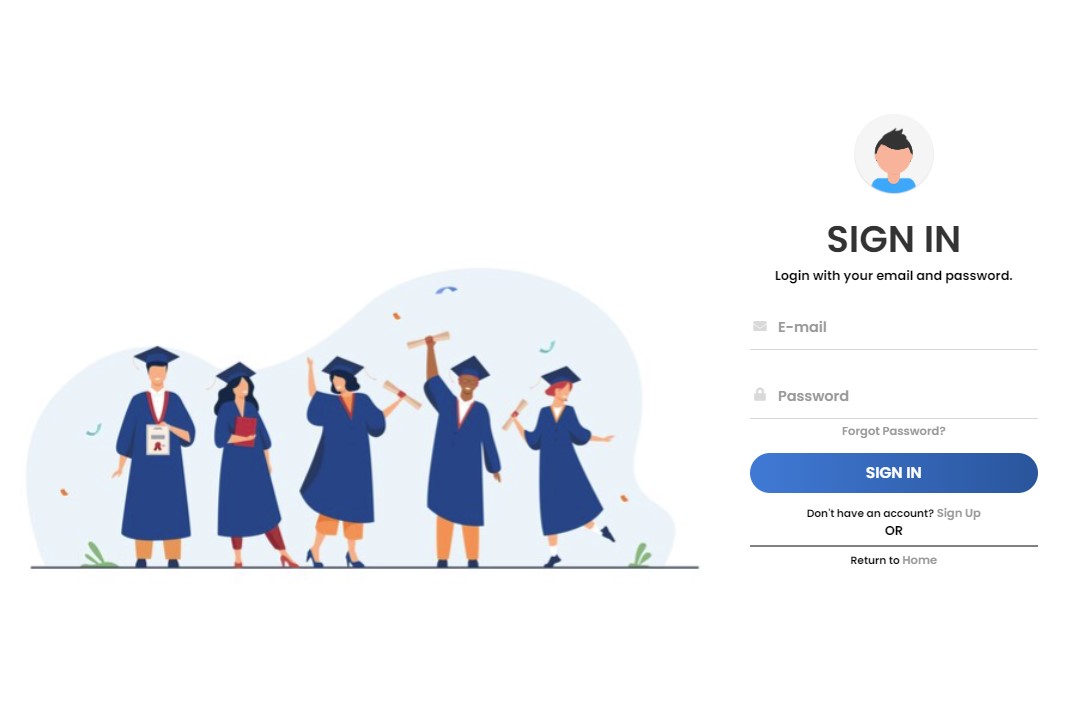 SIGN IN
Login with your email and password.
E-mail
Password
Forgot Password?
SIGN IN
Don't have an account? Sign Up
OR
Return to Home